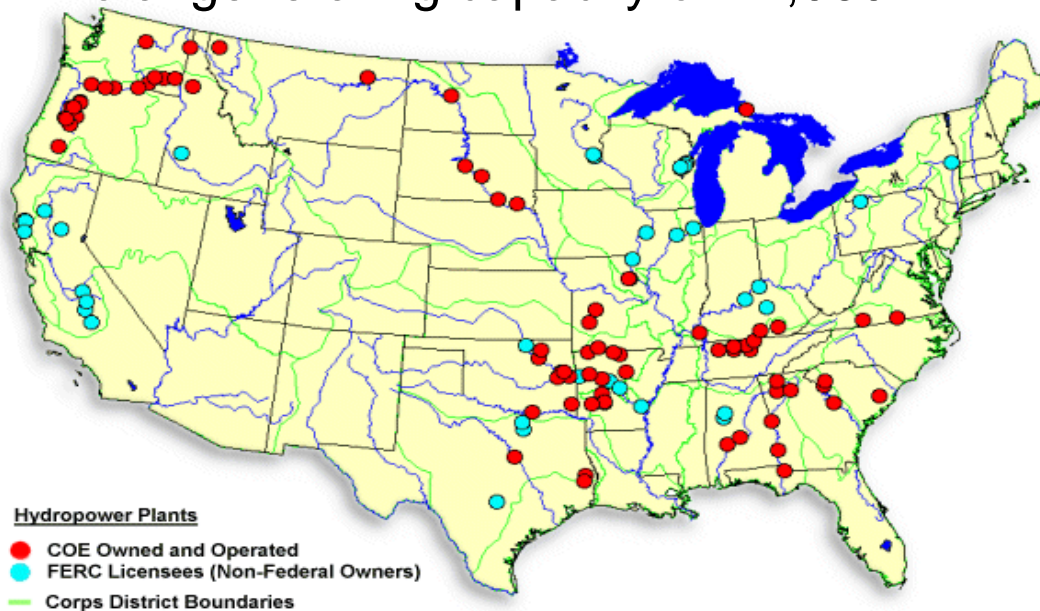 Hydropower Plants
COE Owned and Operated
FERC Licensees (Non-Federal Owners)
Corps District Boundaries